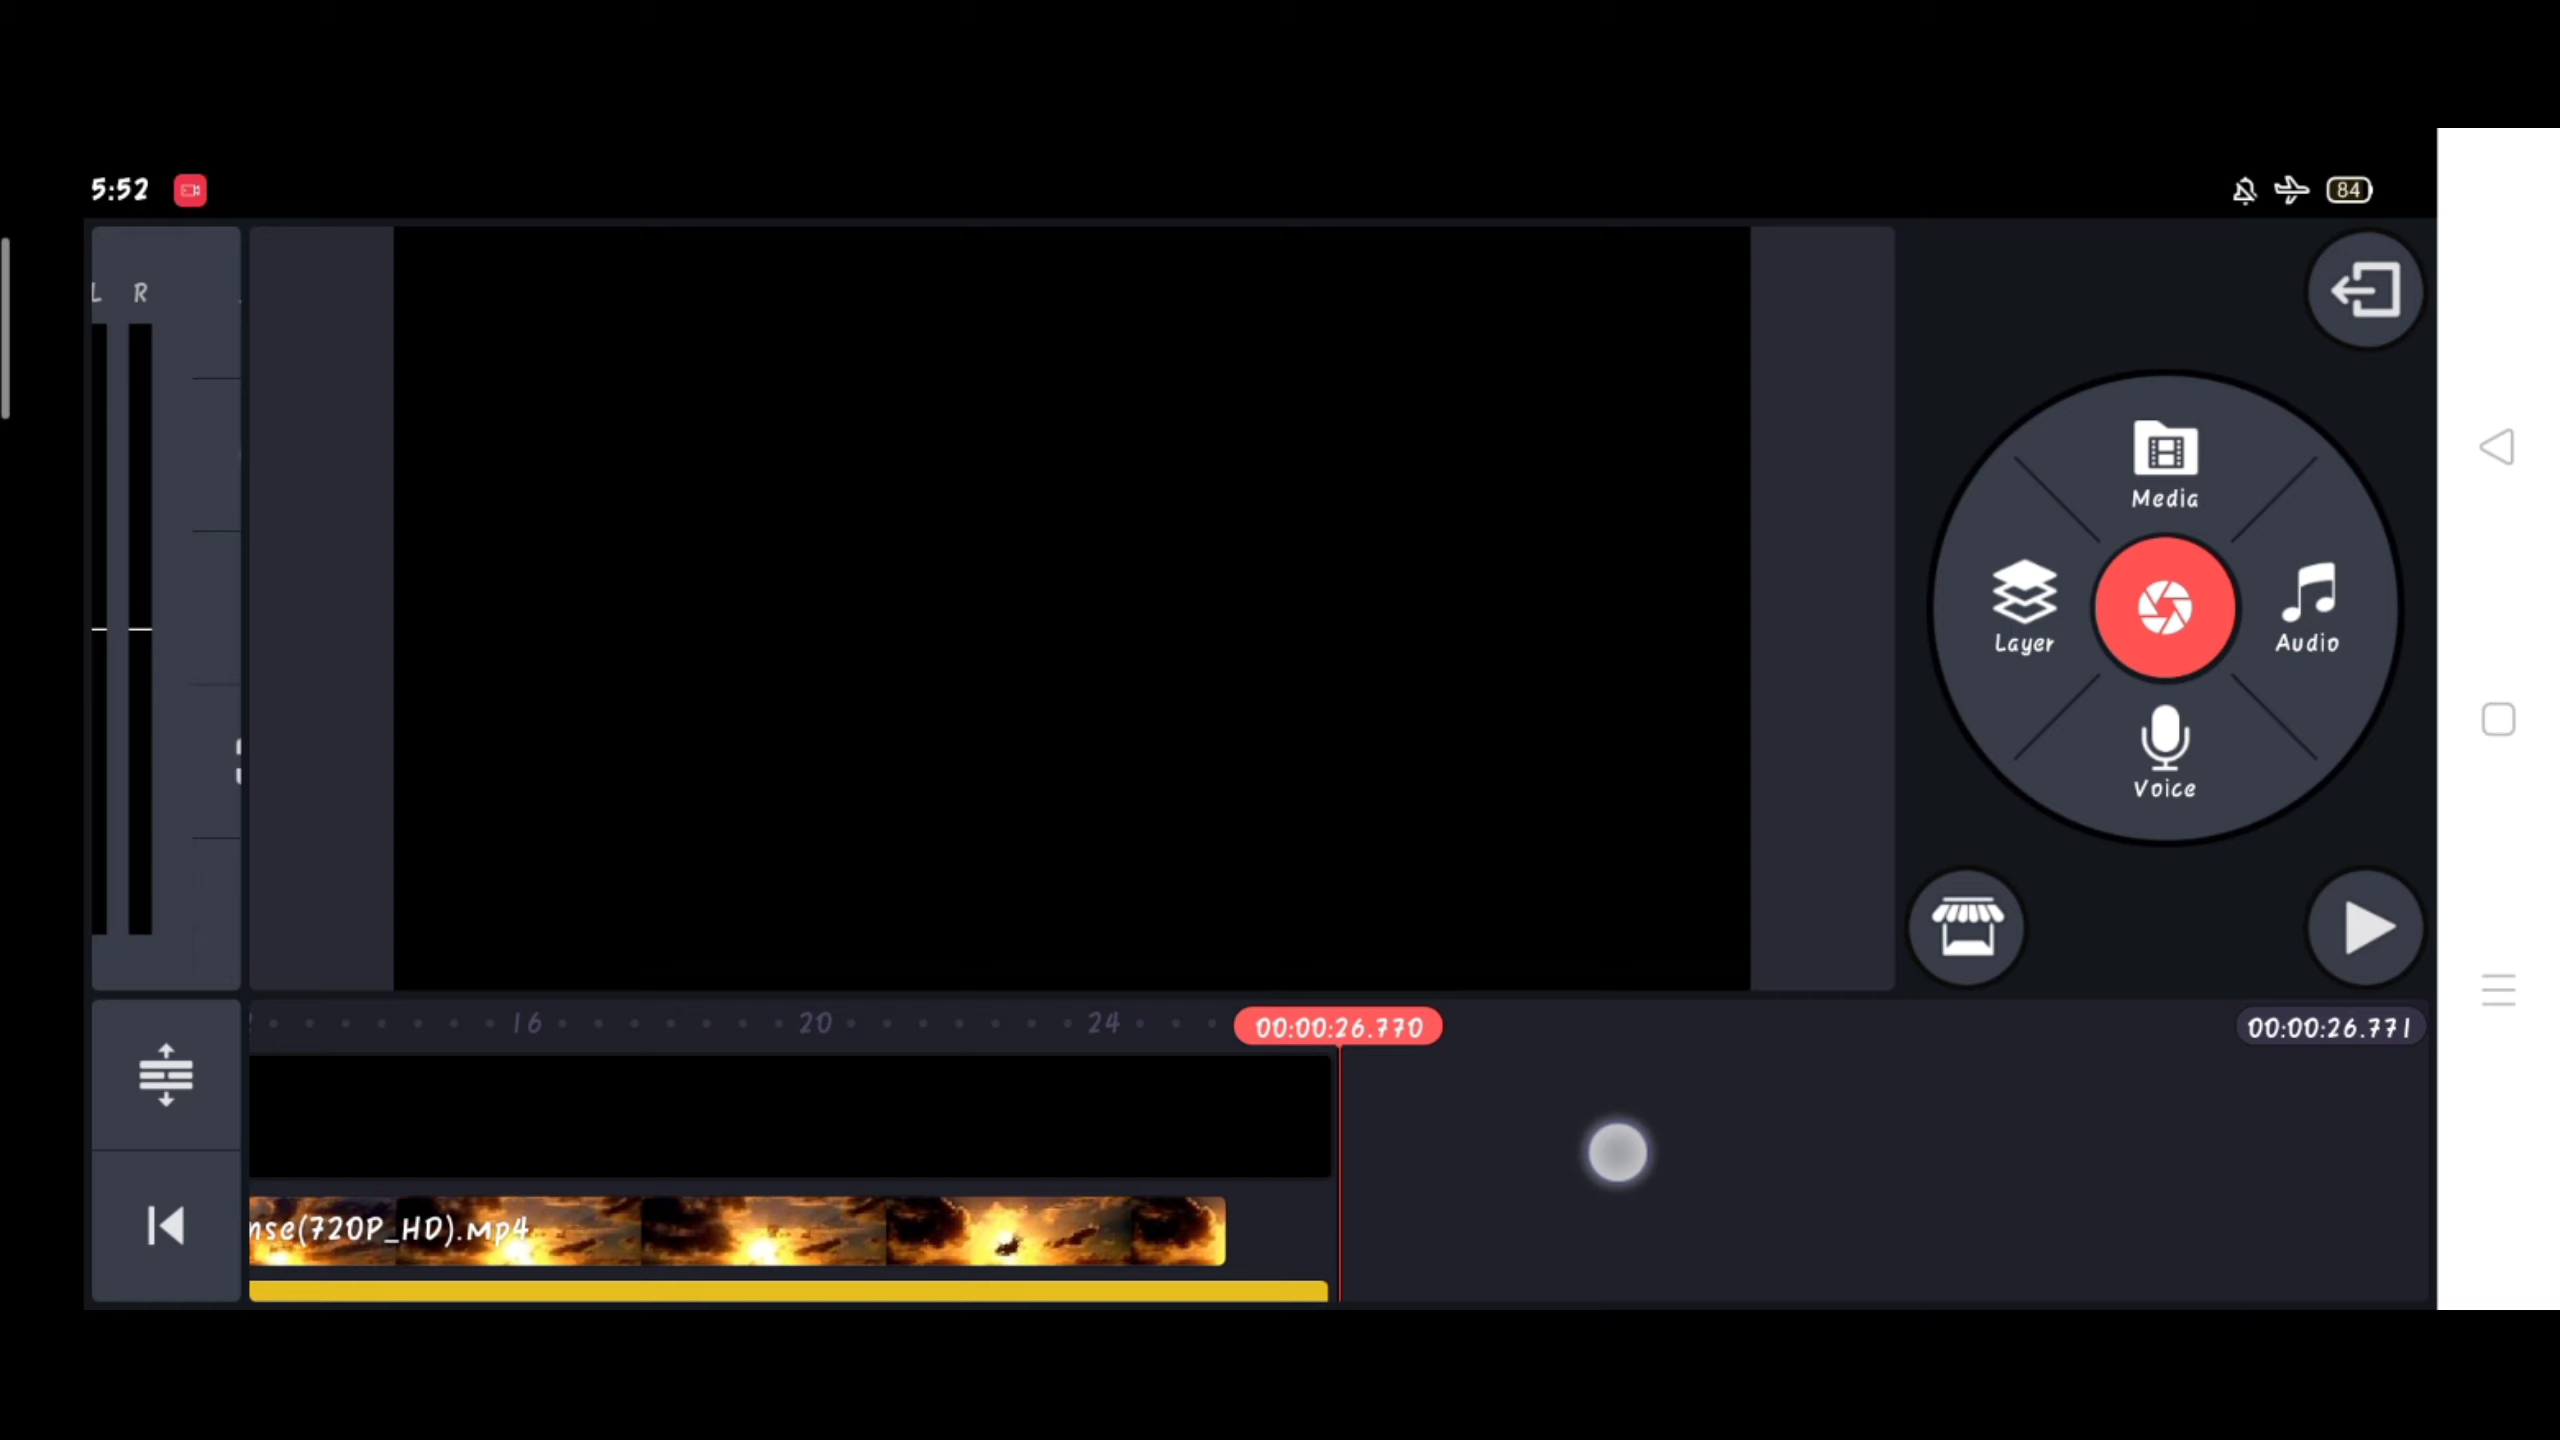 5:52
84
L R
Media
Layer
Audio
Voice
16 20 24
00:00:26.770
00:00:26.771
nse(720P_HD).mp4